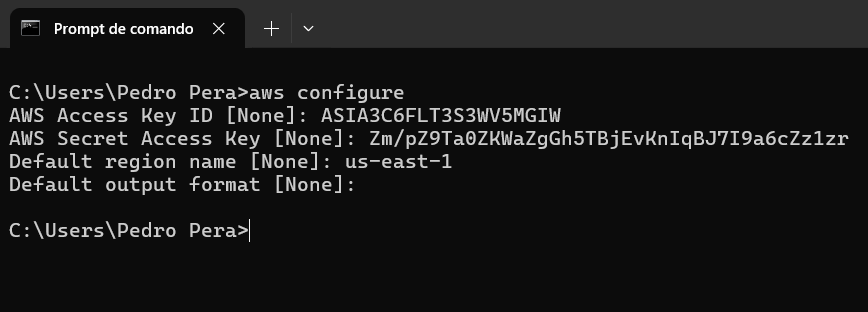 Prompt de comando
C:\Users\Pedro Pera>aws configure
AWS Access Key ID [None]: ASIA3C6FLT3S3WV5MGIW
AWS Secret Access Key [None]: Zm/pZ9Ta0ZKWaZgGh5TBjEvKnIqBJ7I9a6cZz1zr
Default region name [None]: us-east-1
Default output format [None]:
C:\Users\Pedro Pera>